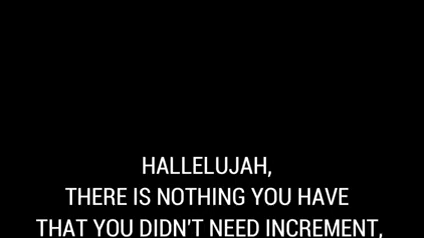 HALLELUJAH,
THERE IS NOTHING YOU HAVE
THAT YOU DIDN'T NEED INCREMENT,